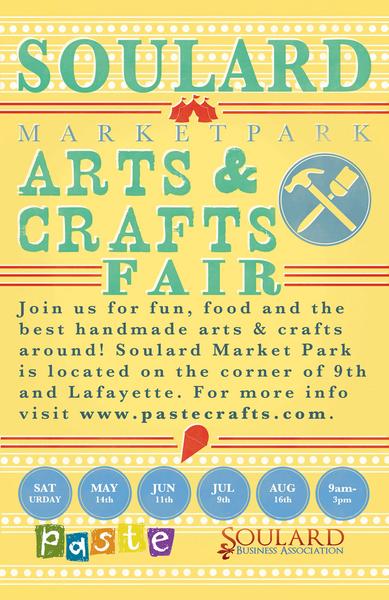 SOULARD
MARKETPARK
ARTS &
CRAFTS
FAIR
Join us for fun, food and the
best handmade arts & crafts
around! Soulard Market Park
is located on the corner of 9th
and Lafayette. For more info
visit www.pastecrafts.com.
SAT
URDAY
MAY
14th
JUN
11th
JUL
9th
AUG
16th
9am-
3pm
paste
SOULARD
BUSINESS ASSOCIATION